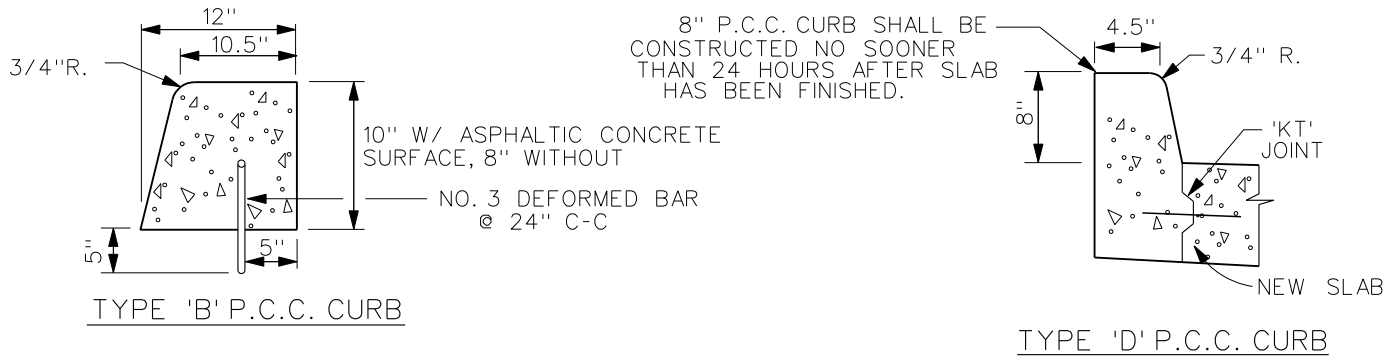 12"
10.5"
3/4"R.
10" W/ ASPHALTIC CONCRETE
SURFACE, 8" WITHOUT
NO. 3 DEFORMED BAR
@ 24" C-C
5"
5"
TYPE 'B' P.C.C. CURB
8" P.C.C. CURB SHALL BE
CONSTRUCTED NO SOONER
THAN 24 HOURS AFTER SLAB
HAS BEEN FINISHED.
4.5"
3/4" R.
8"
'KT'
JOINT
NEW SLAB
TYPE 'D' P.C.C. CURB